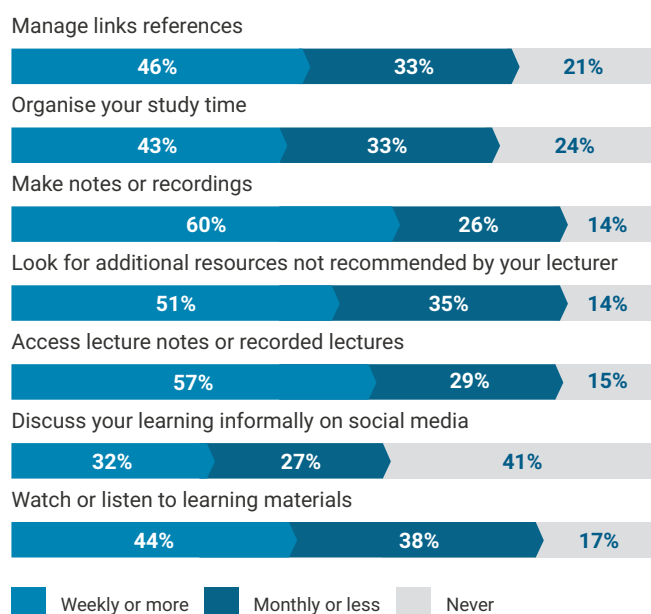 Manage links references
46% 33% 21%
Organise your study time
43% 33% 24%
Make notes or recordings
60% 26% 14%
Look for additional resources not recommended by your lecturer
51% 35% 14%
Access lecture notes or recorded lectures
57% 29% 15%
Discuss your learning informally on social media
32% 27% 41%
Watch or listen to learning materials
44% 38% 17%
Weekly or more Monthly or less Never